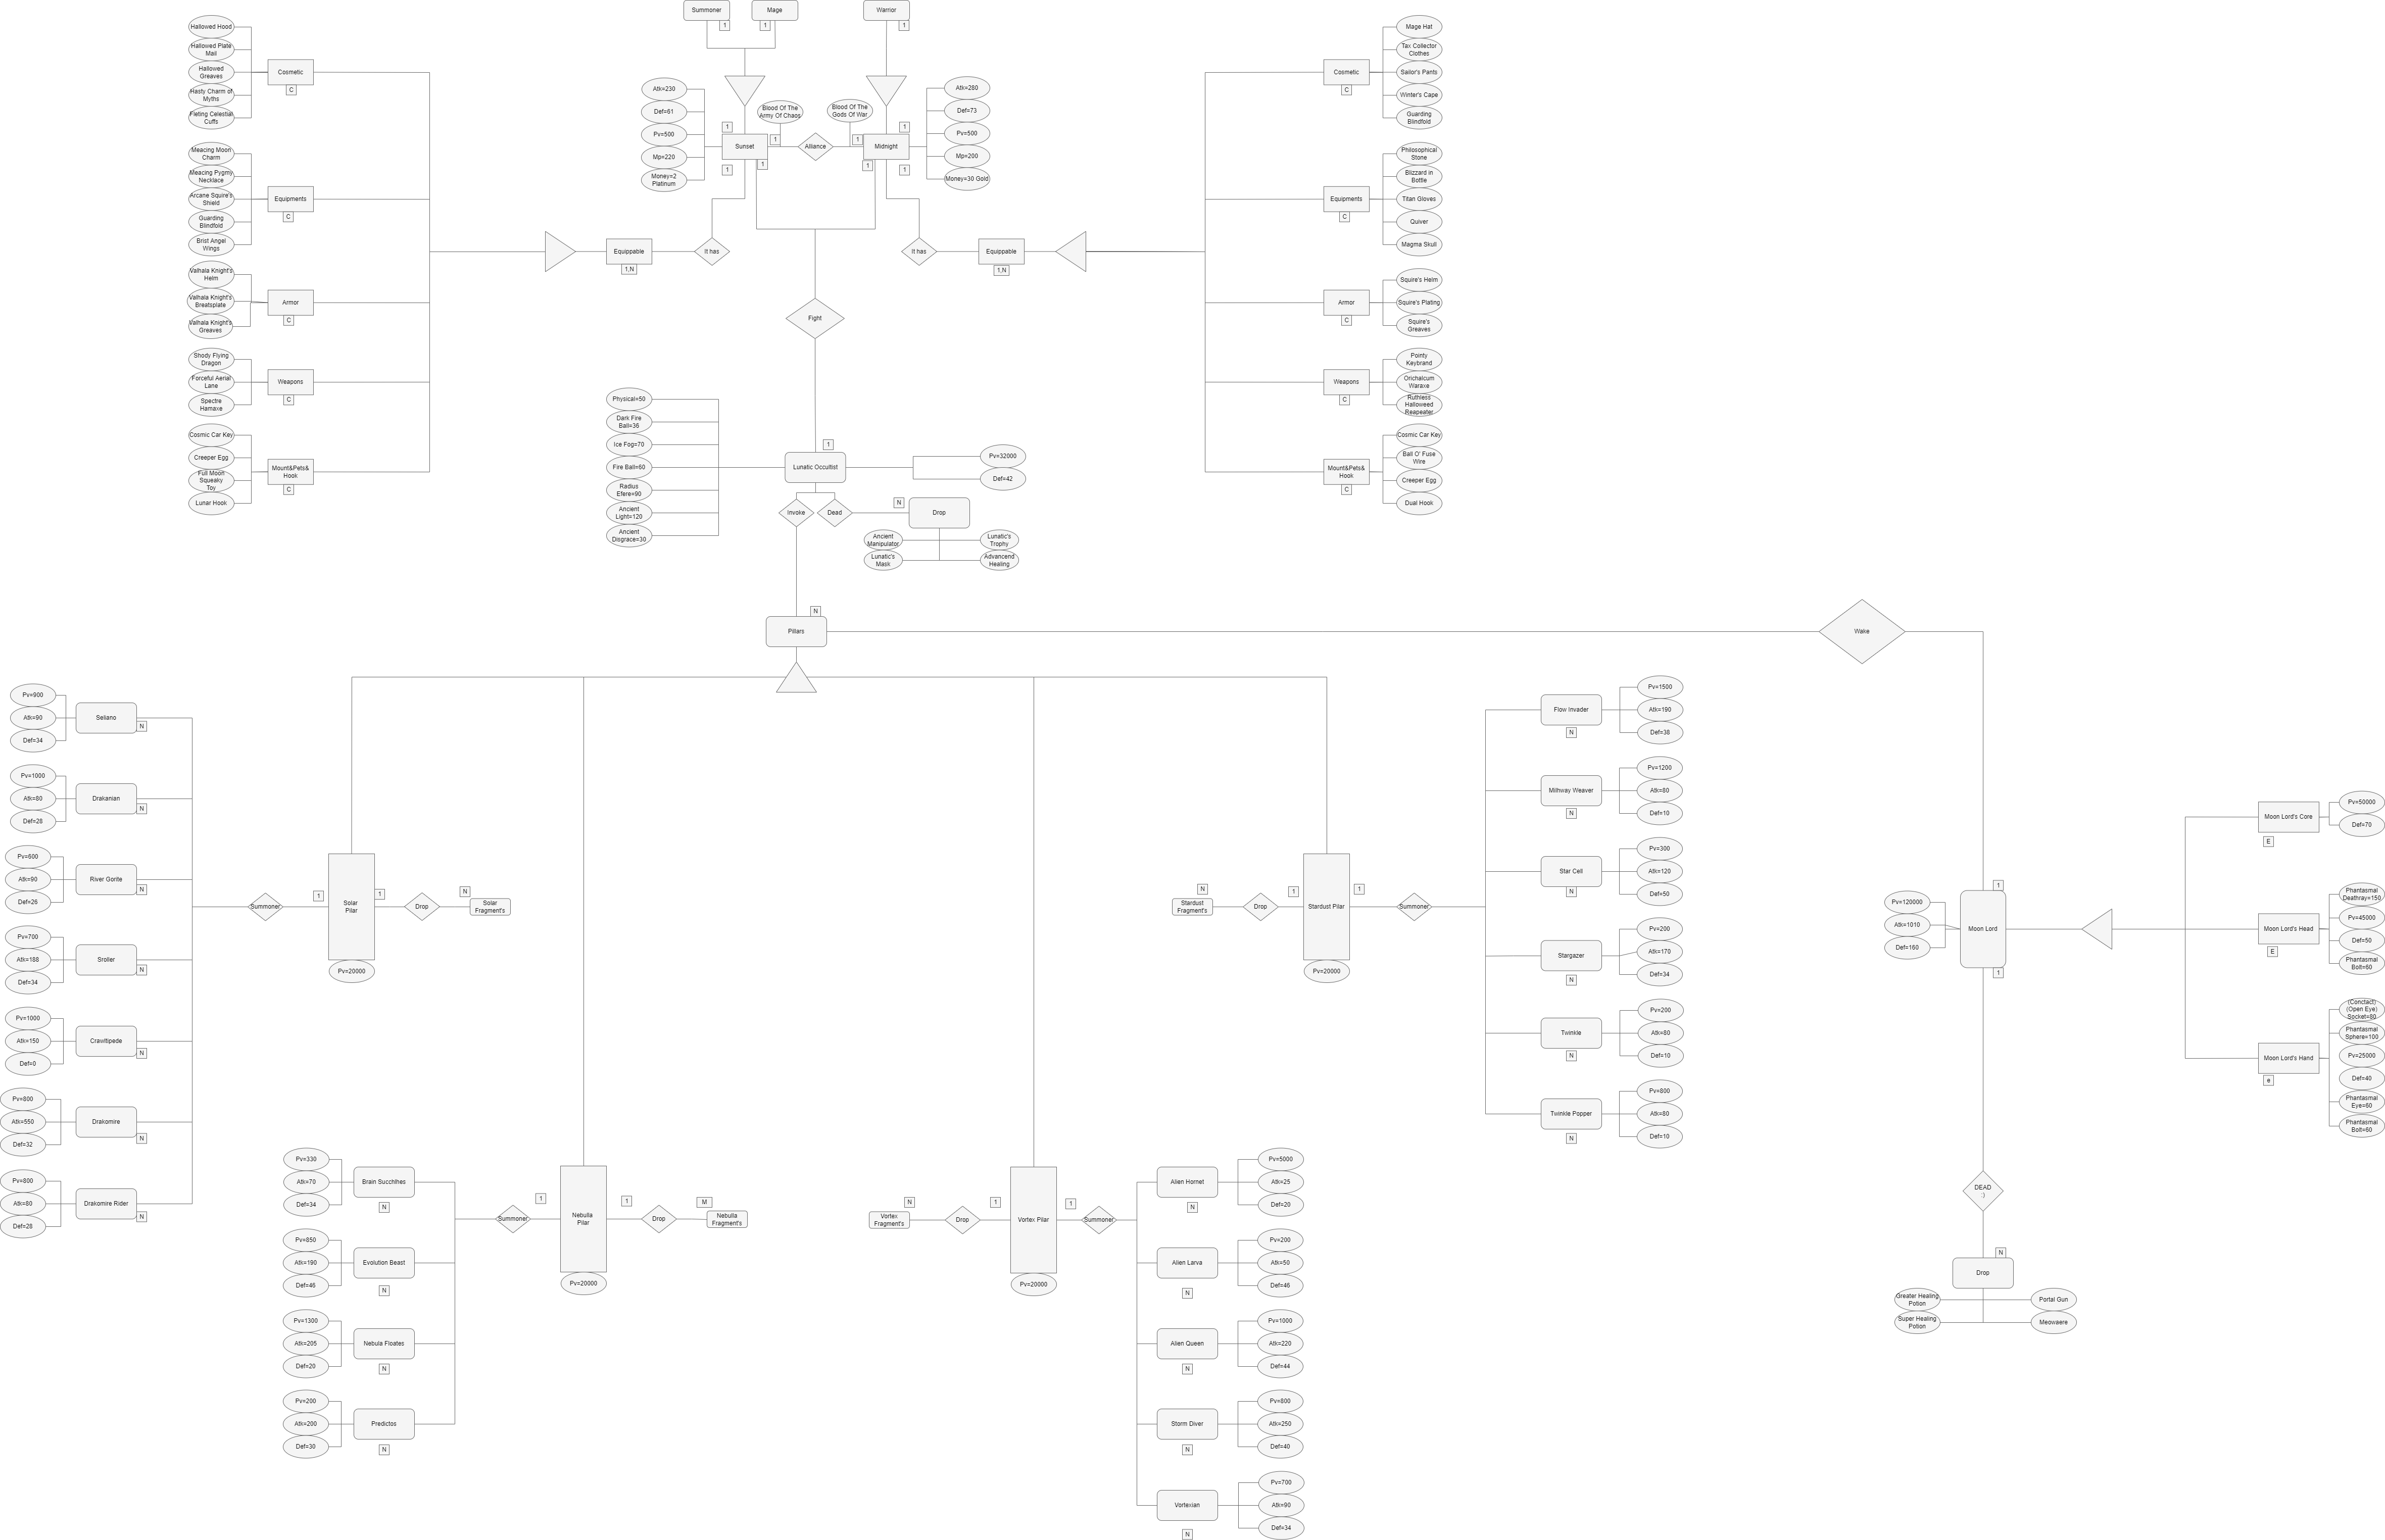 Summoner
1
Mage
1
Warrior
1
Hallowed Hood
Hallowed Plate
Mail
Hallowed
Greaves
Hasty Charm of
Myths
Fleting Celestial
Cuffs
Cosmetic
C
Meacing Moon
Charm
Meacing Pygmy
Necklace
Arcane Squire's
Shield
Guarding
Blindfold
Brist Angel
Wings
Equipments
C
Valhala Knight's
Helm
Valhala Knight's
Breatsplate
Valhala Knight's
Greaves
Armor
C
Shody Flying
Dragon
Forceful Aerial
Lane
Spectre
Hamaxe
Weapons
C
Cosmic Car Key
Creeper Egg
Full Moon
Squeaky
Toy
Lunar Hook
Mount&Pets&
Hook
C
Equippable
1,N
It has
Atk=230
Def=61
Pv=500
Mp=220
Money=2
Platinum
Blood Of The
Army Of Chaos
1
Sunset
1
1
1
Alliance
Blood Of The
Gods Of War
1
1
Midnight
1
1
Atk=280
Def=73
Pv=500
Mp=200
Money=30 Gold
It has
Equippable
1,N
Cosmetic
C
Mage Hat
Tax Collector
Clothes
Sailor's Pants
Winter's Cape
Guarding
Blindfold
Equipments
C
Philosophical
Stone
Blizzard in
Bottle
Titan Gloves
Quiver
Magma Skull
Armor
C
Squire's Helm
Squire's Plating
Squire's
Greaves
Weapons
C
Pointy
Keybrand
Orichalcum
Waraxe
Ruthless
Halloweed
Reapeater
Mount&Pets&
Hook
C
Cosmic Car Key
Ball O' Fuse
Wire
Creeper Egg
Dual Hook
Fight
Physical=50
Dark Fire
Ball=36
Ice Fog=70
Fire Ball=60
Radius
Efere=90
Ancient
Light=120
Ancient
Disgrace=30
1
Lunatic Occultist
Pv=32000
Def=42
Invoke
Dead
N
Drop
Ancient
Manipulator
Lunatic's
Trophy
Lunatic's
Mask
Advancend
Healing
N
Pillars
Wake
Pv=900
Atk=90
Def=34
Seliano
N
Pv=1000
Atk=80
Def=28
Drakanian
N
Pv=600
Atk=90
Def=26
River Gorite
N
Pv=700
Atk=188
Def=34
Sroller
N
Pv=1000
Atk=150
Def=0
Crawltipede
N
Pv=800
Atk=550
Def=32
Drakomire
N
Pv=800
Atk=80
Def=28
Drakomire Rider
N
Summoner
1
Solar
Pilar
1
Pv=20000
Drop
N
Solar
Fragment's
Pv=330
Atk=70
Def=34
Brain Succhlhes
N
Pv=850
Atk=190
Def=46
Evolution Beast
N
Pv=1300
Atk=205
Def=20
Nebula Floates
N
Pv=200
Atk=200
Def=30
Predictos
N
Summoner
1
Nebulla
Pilar
1
Pv=20000
Drop
M
Nebulla
Fragment's
N
Vortex
Fragment's
Drop
1
Vortex Pilar
1
Pv=20000
Summoner
Alien Hornet
N
Pv=5000
Atk=25
Def=20
Alien Larva
N
Pv=200
Atk=50
Def=46
Alien Queen
N
Pv=1000
Atk=220
Def=44
Storm Diver
N
Pv=800
Atk=250
Def=40
Vortexian
N
Pv=700
Atk=90
Def=34
N
Stardust
Fragment's
Drop
1
Stardust Pilar
1
Pv=20000
Summoner
Flow Invader
N
Pv=1500
Atk=190
Def=38
Milhway Weaver
N
Pv=1200
Atk=80
Def=10
Star Cell
N
Pv=300
Atk=120
Def=50
Stargazer
N
Pv=200
Atk=170
Def=34
Twinkle
N
Pv=200
Atk=80
Def=10
Twinkle Popper
N
Pv=800
Atk=80
Def=10
Pv=120000
Atk=1010
Def=160
1
Moon Lord
1
Moon Lord's Core
E
Pv=50000
Def=70
Moon Lord's Head
E
Phantasmal
Deathray=150
Pv=45000
Def=50
Phantasmal
Bolt=60
Moon Lord's Hand
e
(Conctact)
(Open Eye)
Socket=80
Phantasmal
Sphere=100
Pv=25000
Def=40
Phantasmal
Eye=60
Phantasmal
Bolt=60
DEAD
:)
N
Drop
Greater Healing
Potion
Portal Gun
Super Healing
Potion
Meowaere